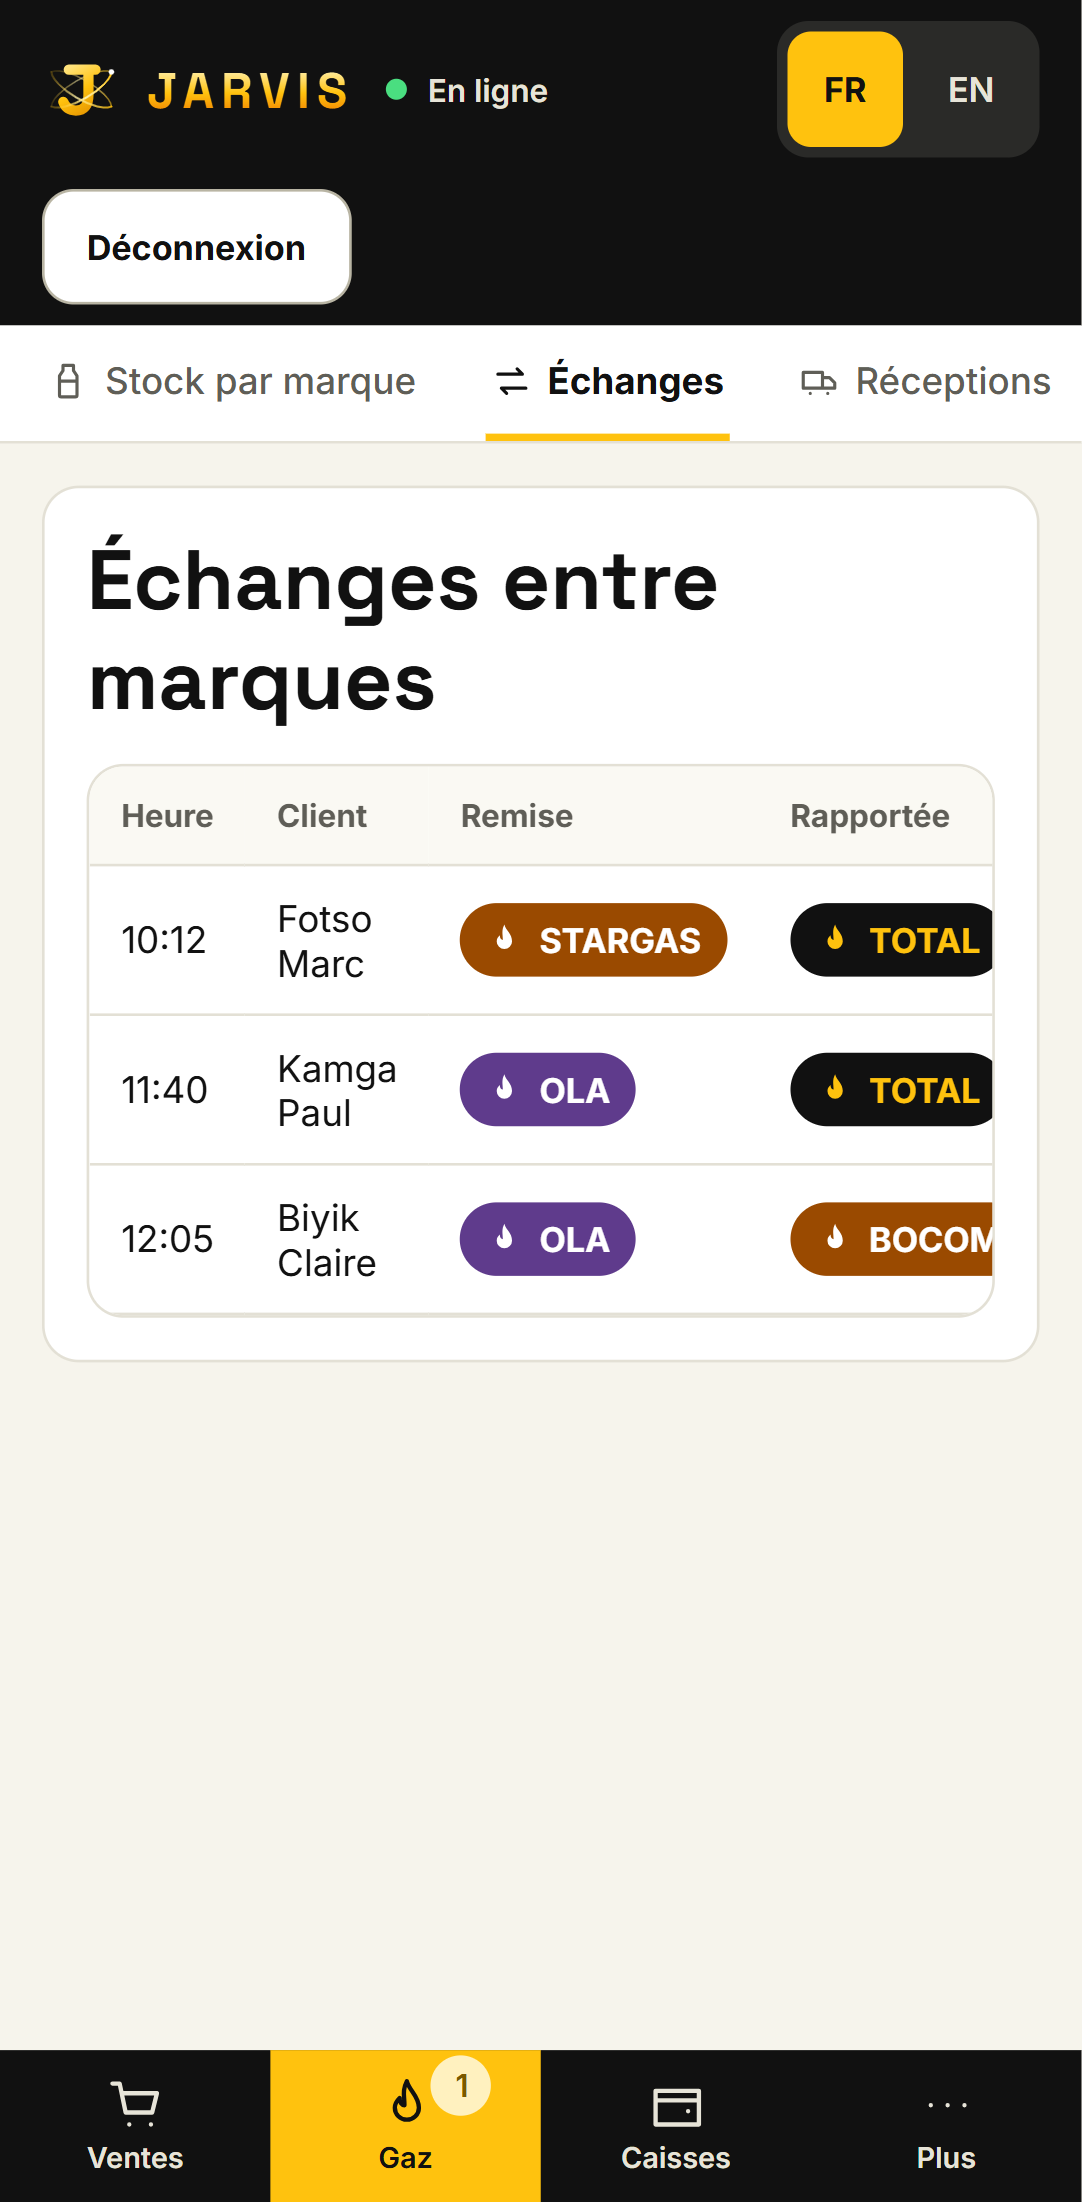 JARVIS En ligne FR EN
Déconnexion
Stock par marque Échanges Réceptions
Échanges entre
marques
Heure Client Remise Rapportée
10:12 Fotso Marc STARGAS TOTAL
11:40 Kamga Paul OLA TOTAL
12:05 Biyik Claire OLA BOCOM
1
Ventes Gaz Caisses Plus